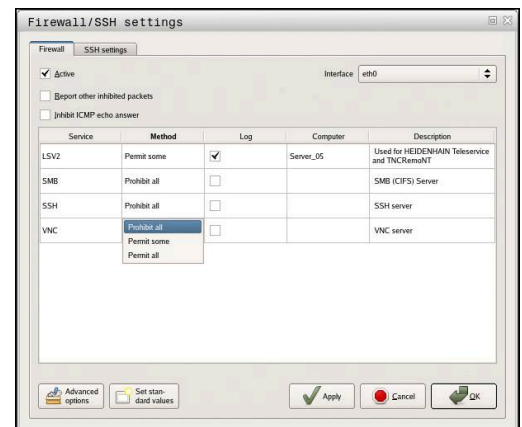 Firewall/SSH settings
Firewall SSH settings
Active Interface eth0
Report other inhibited packets
Inhibit ICMP echo answer
Service Method Log Computer Description
LSV2 Permit some Server_05 Used for HEIDENHAIN Teleservice
and TNCRemoNT
SMB Prohibit all SMB (CIFS) Server
SSH Prohibit all SSH server
VNC Prohibit all VNC server
Permit some
Permit all
Advanced
options
Set stan-
dard values
Apply
Cancel
OK